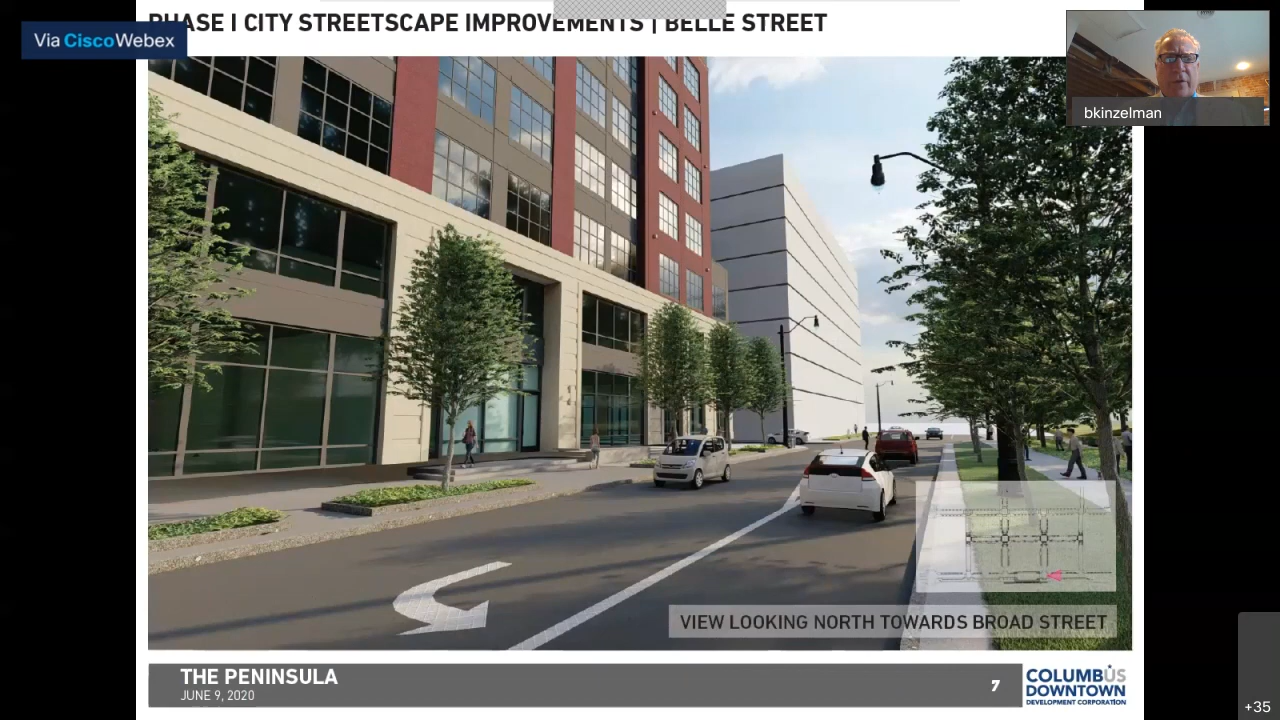 PHASE I CITY STREETSCAPE IMPROVEMENTS | BELLE STREET
Via CiscoWebex
bkinzelman
VIEW LOOKING NORTH TOWARDS BROAD STREET
THE PENINSULA
JUNE 9, 2020
7
COLUMBUS
DOWNTOWN
DEVELOPMENT CORPORATION
+35